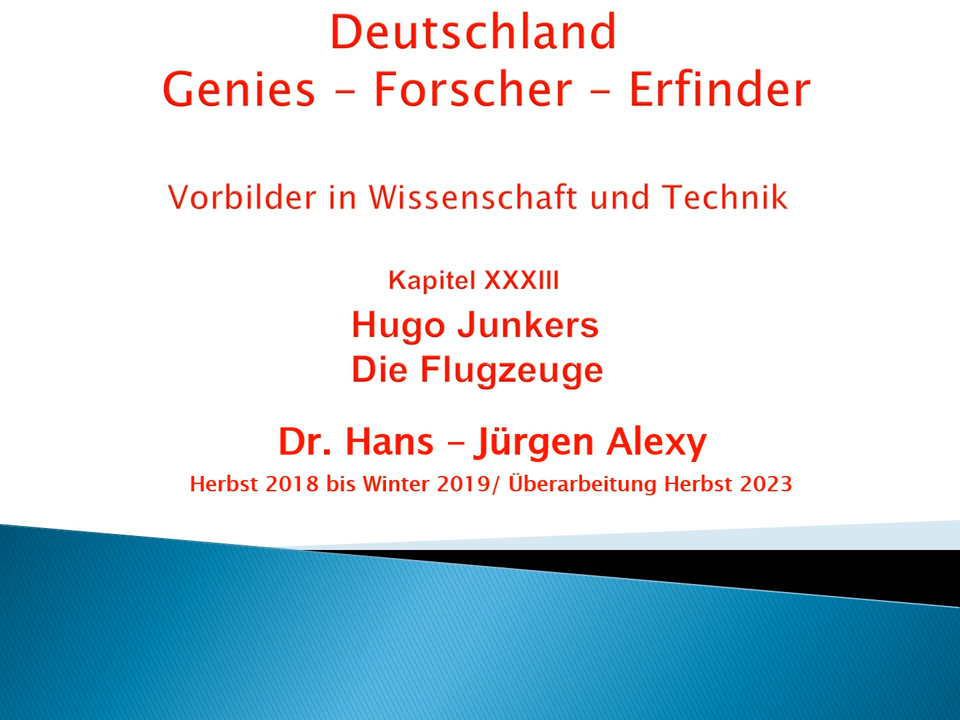 Deutschland
Genies – Forscher – Erfinder
Vorbilder in Wissenschaft und Technik
Kapitel XXXIII
Hugo Junkers
Die Flugzeuge
Dr. Hans – Jürgen Alexy
Herbst 2018 bis Winter 2019/ Überarbeitung Herbst 2023